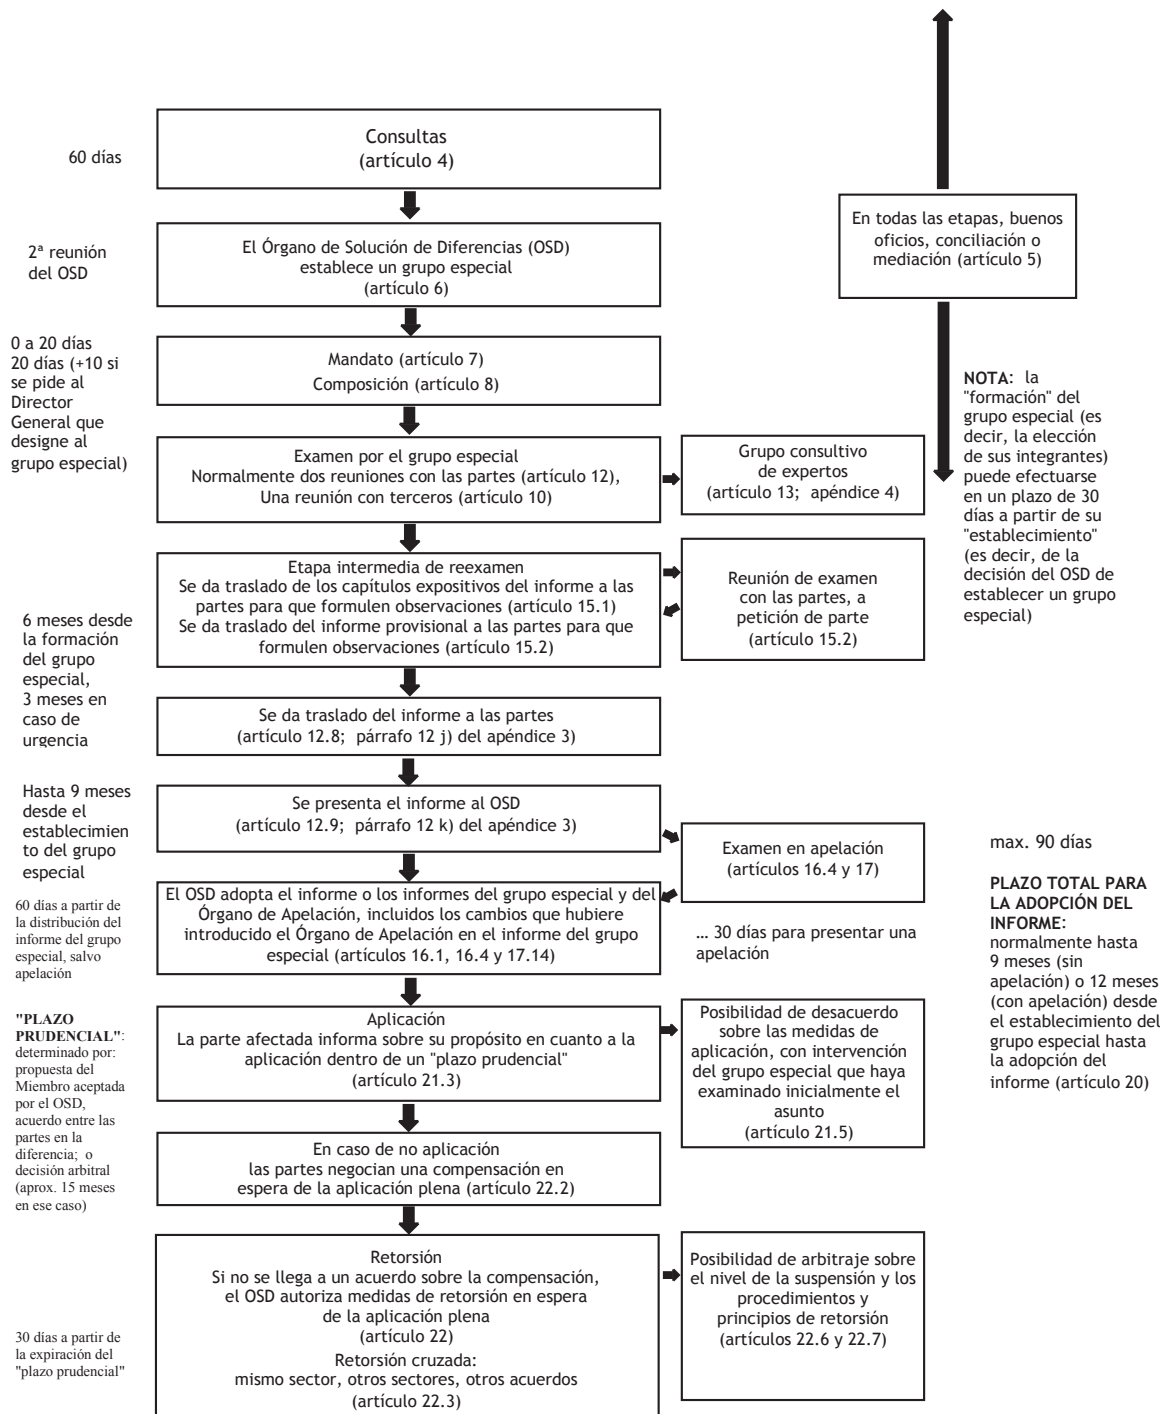 60 días
Consultas
(artículo 4)
En todas las etapas, buenos
oficios, conciliación o
mediación (artículo 5)
2ª reunión
del OSD
El Órgano de Solución de Diferencias (OSD)
establece un grupo especial
(artículo 6)
0 a 20 días
20 días (+10 si
se pide al
Director
General que
designe al
grupo especial)
Mandato (artículo 7)
Composición (artículo 8)
NOTA: la
"formación" del
grupo especial (es
decir, la elección
de sus integrantes)
puede efectuarse
en un plazo de 30
días a partir de su
"establecimiento"
(es decir, de la
decisión del OSD de
establecer un grupo
especial)
Examen por el grupo especial
Normalmente dos reuniones con las partes (artículo 12),
Una reunión con terceros (artículo 10)
Grupo consultivo
de expertos
(artículo 13; apéndice 4)
Etapa intermedia de reexamen
Se da traslado de los capítulos expositivos del informe a las
partes para que formulen observaciones (artículo 15.1)
Se da traslado del informe provisional a las partes para que
formulen observaciones (artículo 15.2)
Reunión de examen
con las partes, a
petición de parte
(artículo 15.2)
6 meses desde
la formación
del grupo
especial,
3 meses en
caso de
urgencia
Se da traslado del informe a las partes
(artículo 12.8; párrafo 12 j) del apéndice 3)
Hasta 9 meses
desde el
establecimien
to del grupo
especial
Se presenta el informe al OSD
(artículo 12.9; párrafo 12 k) del apéndice 3)
Examen en apelación
(artículos 16.4 y 17)
max. 90 días
PLAZO TOTAL PARA
LA ADOPCIÓN DEL
INFORME:
normalmente hasta
9 meses (sin
apelación) o 12 meses
(con apelación) desde
el establecimiento del
grupo especial hasta
la adopción del
informe (artículo 20)
60 días a partir de
la distribución del
informe del grupo
especial, salvo
apelación
El OSD adopta el informe o los informes del grupo especial y del
Órgano de Apelación, incluidos los cambios que hubiere
introducido el Órgano de Apelación en el informe del grupo
especial (artículos 16.1, 16.4 y 17.14)
... 30 días para presentar una
apelación
"PLAZO
PRUDENCIAL":
determinado por:
propuesta del
Miembro aceptada
por el OSD,
acuerdo entre las
partes en la
diferencia; o
decisión arbitral
(aprox. 15 meses
en ese caso)
Aplicación
La parte afectada informa sobre su propósito en cuanto a la
aplicación dentro de un "plazo prudencial"
(artículo 21.3)
Posibilidad de desacuerdo
sobre las medidas de
aplicación, con intervención
del grupo especial que haya
examinado inicialmente el
asunto
(artículo 21.5)
En caso de no aplicación
las partes negocian una compensación en
espera de la aplicación plena (artículo 22.2)
30 días a partir de
la expiración del
"plazo prudencial"
Retorsión
Si no se llega a un acuerdo sobre la compensación,
el OSD autoriza medidas de retorsión en espera
de la aplicación plena
(artículo 22)
Retorsión cruzada:
mismo sector, otros sectores, otros acuerdos
(artículo 22.3)
Posibilidad de arbitraje sobre
el nivel de la suspensión y los
procedimientos y
principios de retorsión
(artículos 22.6 y 22.7)